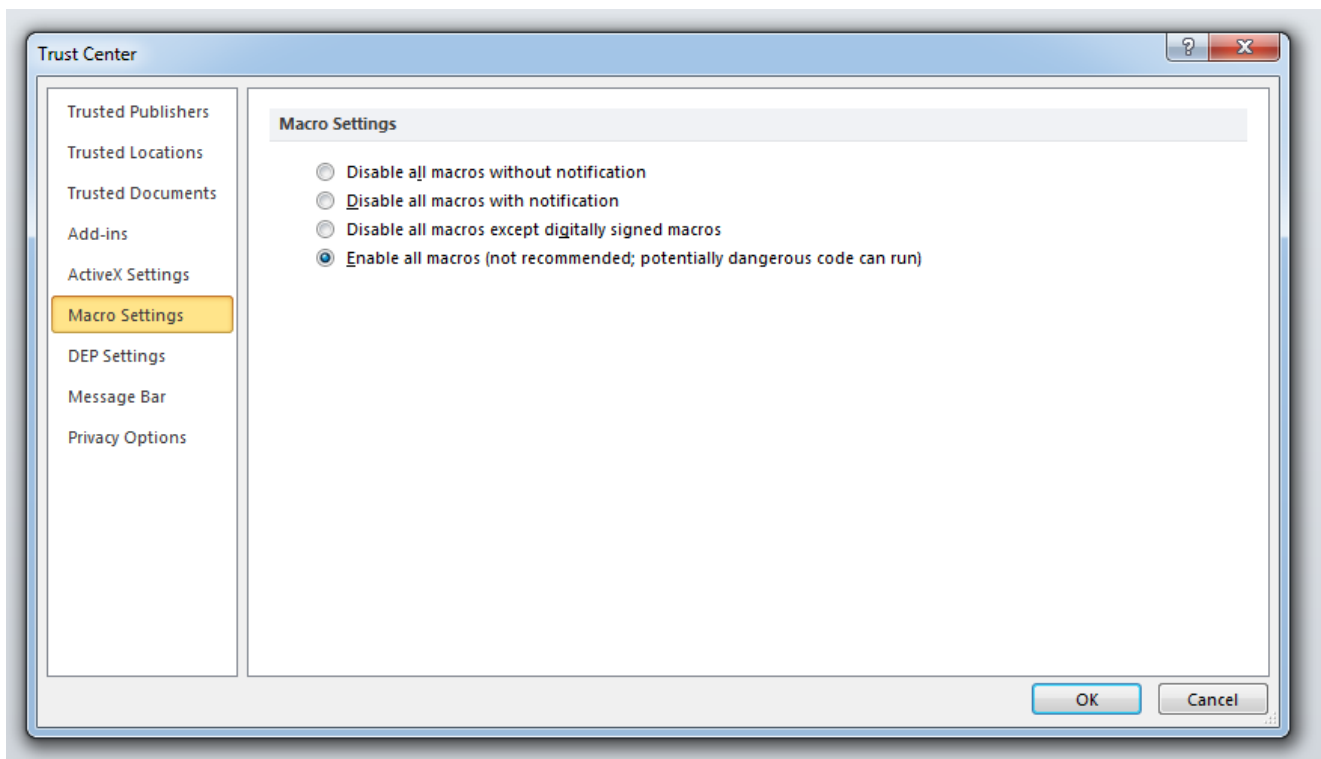 Trust Center
Trusted Publishers
Trusted Locations
Trusted Documents
Add-ins
ActiveX Settings
Macro Settings
DEP Settings
Message Bar
Privacy Options
Macro Settings
Disable all macros without notification
Disable all macros with notification
Disable all macros except digitally signed macros
Enable all macros (not recommended; potentially dangerous code can run)
OK
Cancel